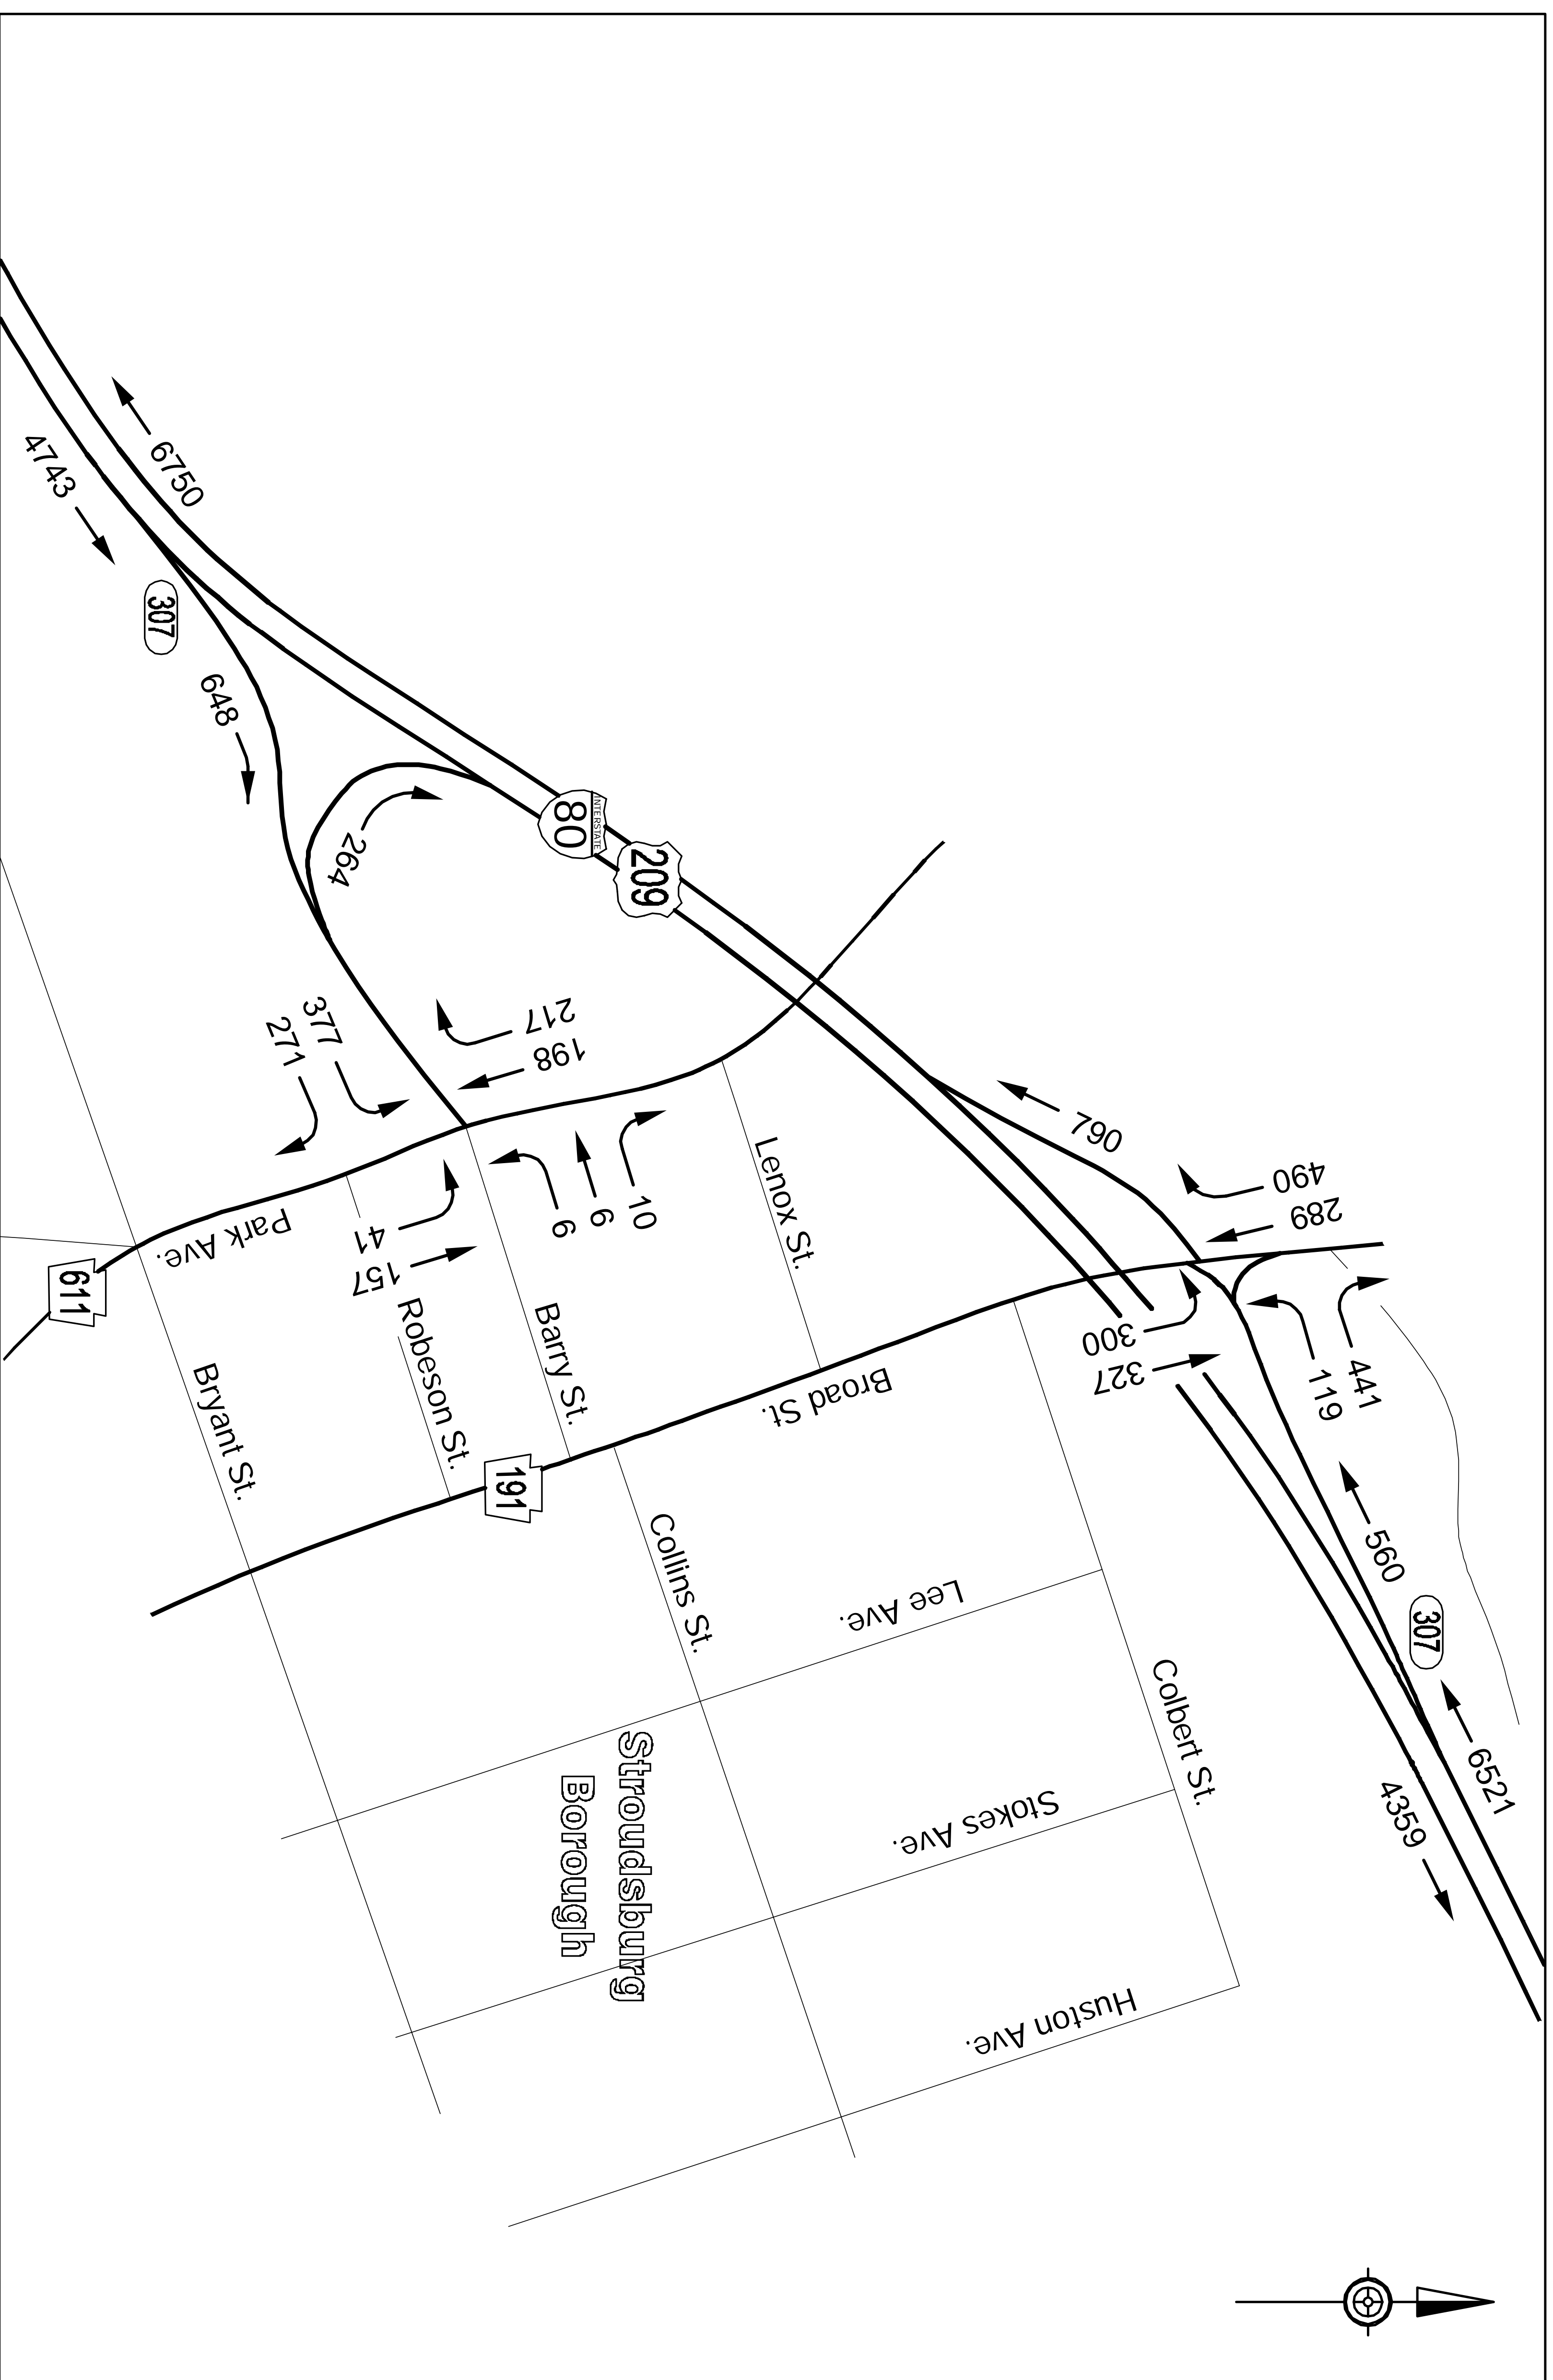 6750
4743
307
648
264
INTERSTATE
80
209
217
198
377
271
790
490
289
6
6
10
41
157
Park Ave.
611
Lenox St.
300
327
119
441
Bryant St.
Robeson St.
Barry St.
Broad St.
191
560
307
Collins St.
Lee Ave.
Colbert St.
6521
4359
Stroudsburg
Borough
Stokes Ave.
Huston Ave.